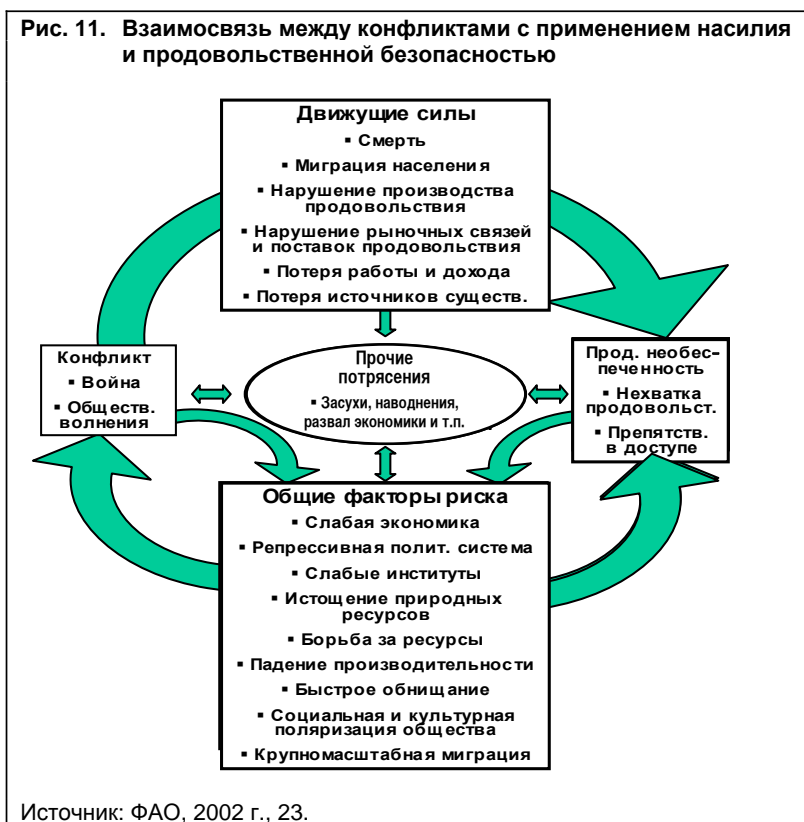 Рис. 11. Взаимосвязь между конфликтами с применением насилия
и продовольственной безопасностью
Движущие силы
▪ Смерть
▪ Миграция населения
▪ Нарушение производства
продовольствия
▪ Нарушение рыночных связей
и поставок продовольствия
▪ Потеря работы и дохода
▪ Потеря источников существ.
Конфликт
▪ Война
▪ Обществ.
волнения
Прочие
потрясения
▪ Засухи, наводнения,
развал экономики и т.п.
Прод. необес-
печенность
▪ Нехватка
продовольст.
▪ Препятств.
в доступе
Общие факторы риска
▪ Слабая экономика
▪ Репрессивная полит. система
▪ Слабые институты
▪ Истощение природных
ресурсов
▪ Борьба за ресурсы
▪ Падение производительности
▪ Быстрое обнищание
▪ Социальная и культурная
поляризация общества
▪ Крупномасштабная миграция
Источник: ФАО, 2002 г., 23.